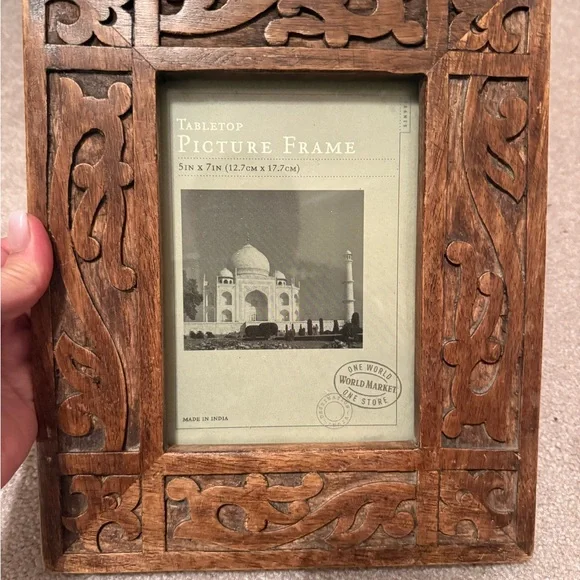 TABLETOP
PICTURE FRAME
5IN X 7IN (12.7CM X 17.7CM)
ONE WORLD
WORLD MARKET
ONE STORE
MADE IN INDIA